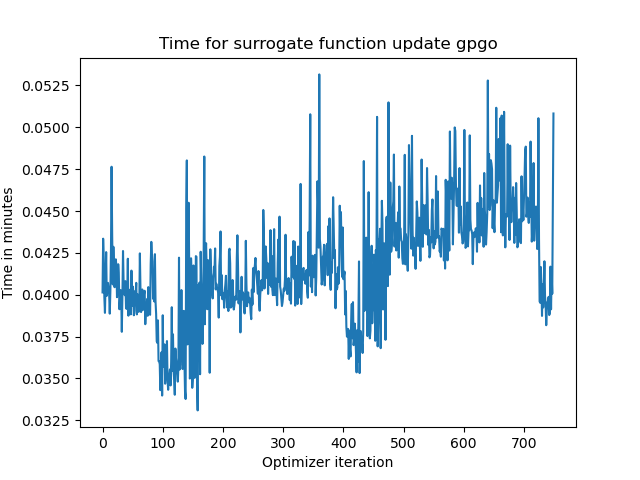 Time for surrogate function update gpgo
Time in minutes
0.0525
0.0500
0.0475
0.0450
0.0425
0.0400
0.0375
0.0350
0.0325
0 100 200 300 400 500 600 700
Optimizer iteration